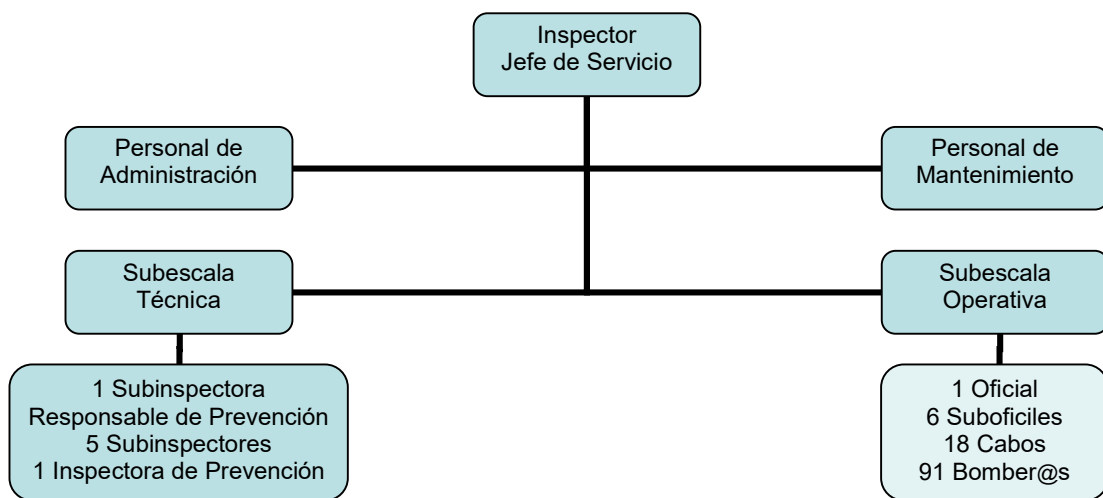 Inspector
Jefe de Servicio
Personal de
Administración
Personal de
Mantenimiento
Subescala
Técnica
Subescala
Operativa
1 Subinspectora
Responsable de Prevención
5 Subinspectores
1 Inspectora de Prevención
1 Oficial
6 Suboficiles
18 Cabos
91 Bomber@s